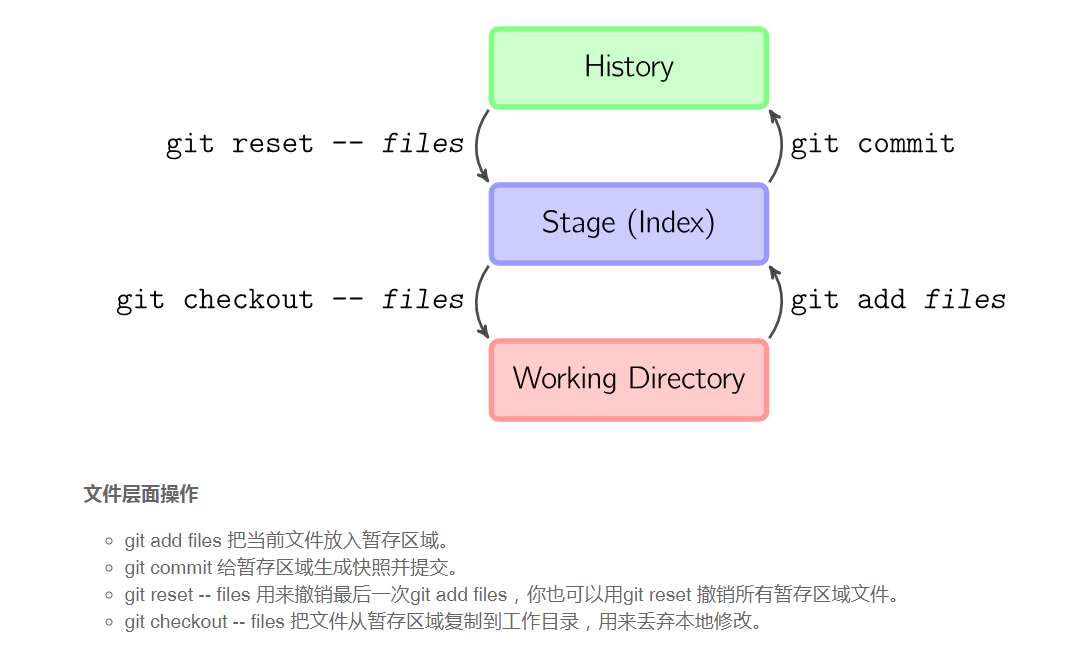 History
git reset -- files
git commit
Stage (Index)
git checkout -- files
git add files
Working Directory
文件层面操作
git add files 把当前文件放入暂存区域。
git commit 给暂存区域生成快照并提交。
git reset -- files 用来撤销最后一次git add files，你也可以用git reset 撤销所有暂存区域文件。
git checkout -- files 把文件从暂存区域复制到工作目录，用来丢弃本地修改。